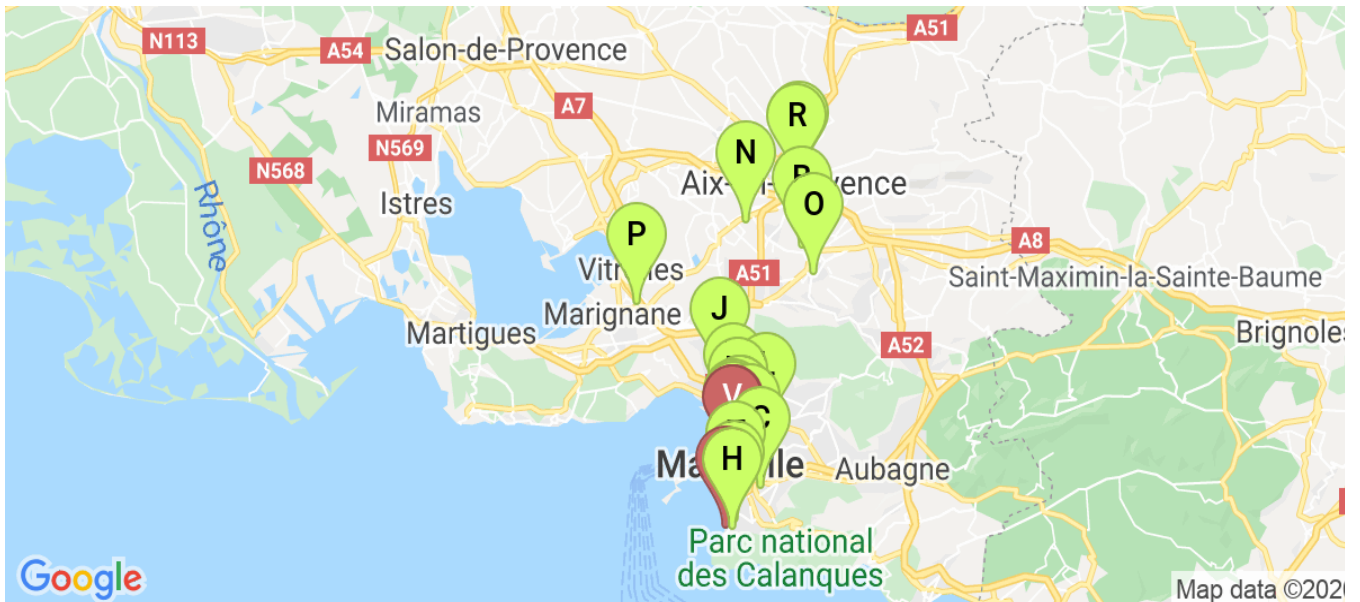 N113
A54
Salon-de-Provence
A51
A7
R
Miramas
N569
N
N568
Aix-en-Provence
Istres
O
Rhône
P
A8
Vitrolles
A51
Saint-Maximin-la-Sainte-Baume
Marignane
J
Martigues
Brignoles
A52
V
C
H
Marseille
Aubagne
Parc national
des Calanques
Google
Map data ©2020